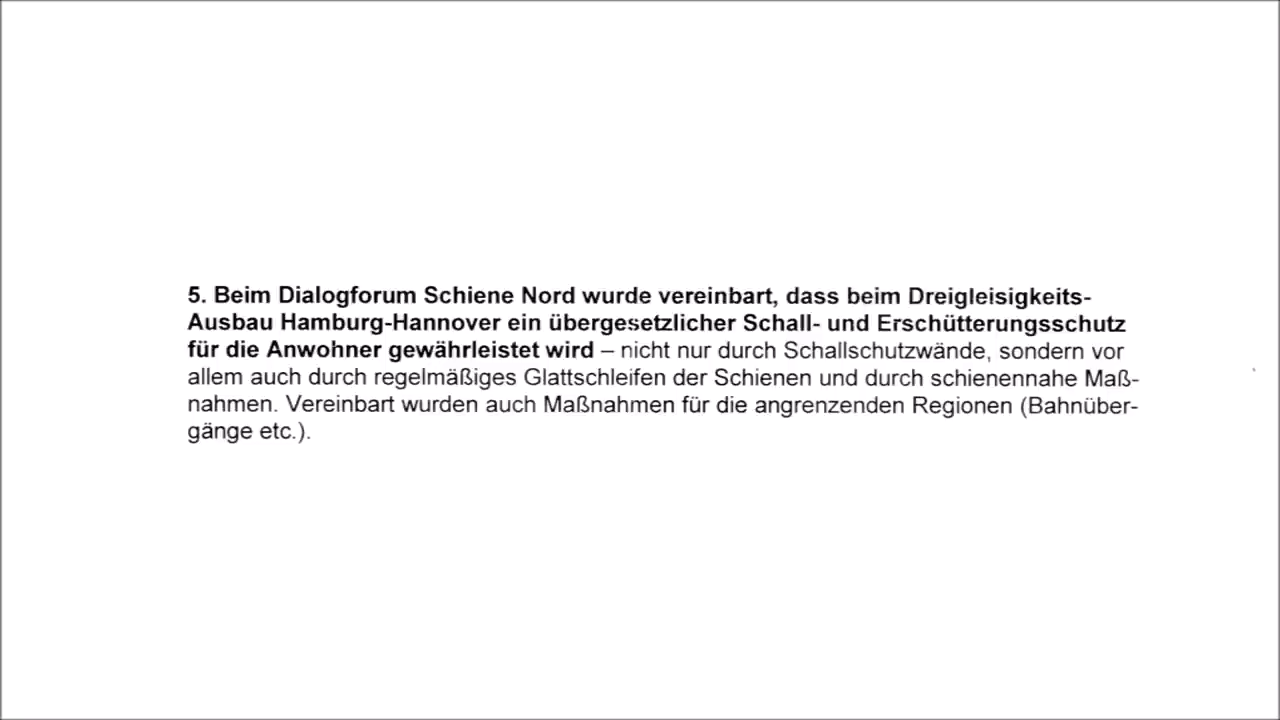 5. Beim Dialogforum Schiene Nord wurde vereinbart, dass beim Dreigleisigkeits-
Ausbau Hamburg-Hannover ein übergesetzlicher Schall- und Erschütterungsschutz
für die Anwohner gewährleistet wird – nicht nur durch Schallschutzwände, sondern vor
allem auch durch regelmäßiges Glattschleifen der Schienen und durch schienennahe Maß-
nahmen. Vereinbart wurden auch Maßnahmen für die angrenzenden Regionen (Bahnüber-
gänge etc.).